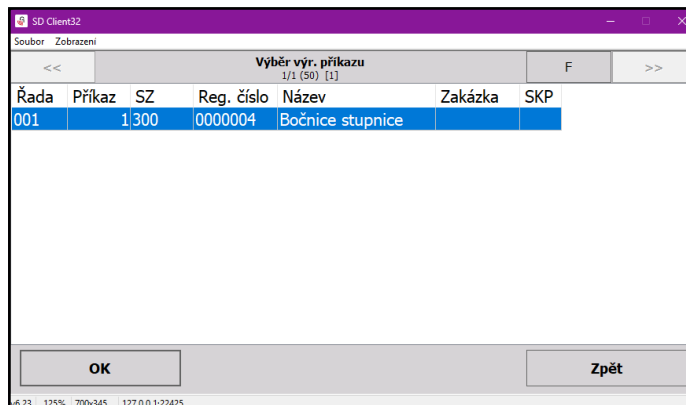 SD Client32
Soubor Zobrazeni
<< Výběr výr. příkazu F >>
1/1 (50) [1]
Řada Příkaz SZ Reg. číslo Název Zakázka SKP
001 1 300 0000004 Bočnice stupnice
OK Zpět
v6.23 125% 700x345 127.0.0.1:22425